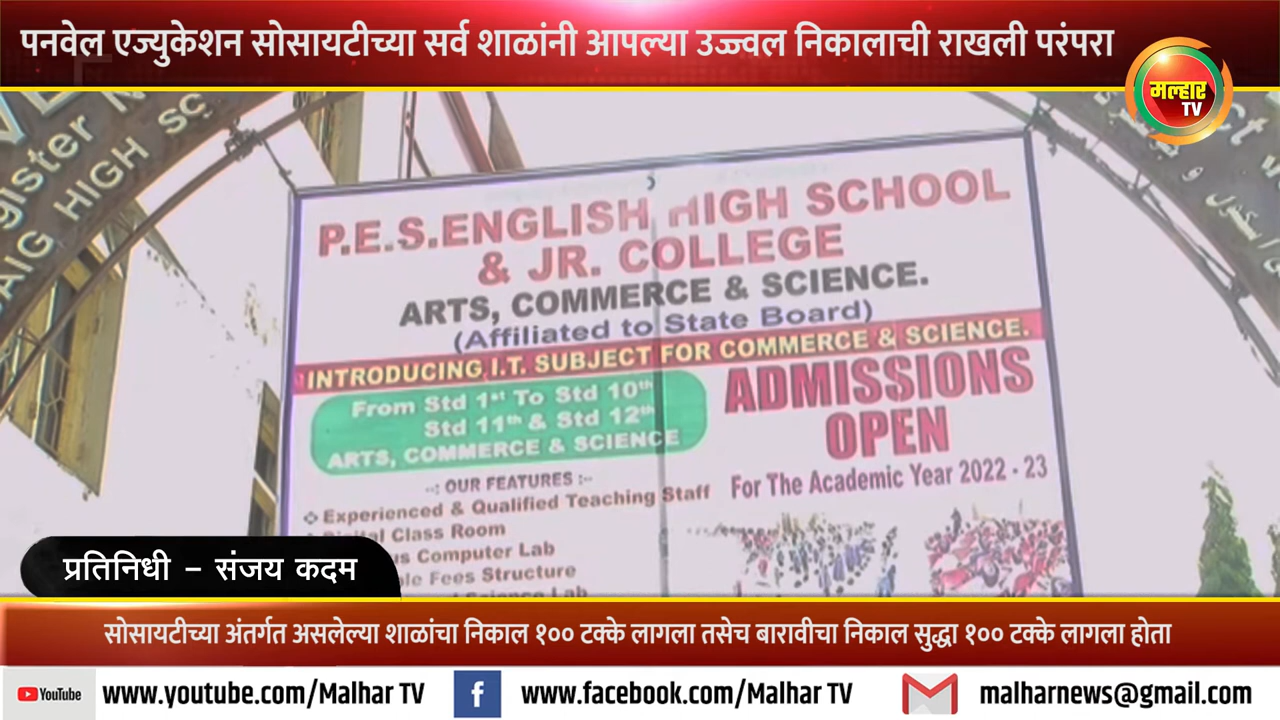 पनवेल एज्युकेशन सोसायटीच्या सर्व शाळांनी आपल्या उज्ज्वल निकालाची राखली परंपरा
मल्हार
TV
HIGH
P.E.S.ENGLISH HIGH SCHOOL
& JR. COLLEGE
ARTS, COMMERCE & SCIENCE.
(Affiliated to State Board)
INTRODUCING I.T. SUBJECT FOR COMMERCE & SCIENCE.
From Std 1st To Std 10th
Std 11th & Std 12th
ARTS, COMMERCE & SCIENCE
ADMISSIONS
OPEN
For The Academic Year 2022 - 23
--: OUR FEATURES :--
Experienced & Qualified Teaching Staff
Class Room
Computer Lab
Fees Structure
Science Lab
प्रतिनिधी – संजय कदम
सोसायटीच्या अंतर्गत असलेल्या शाळांचा निकाल १०० टक्के लागला तसेच बारावीचा निकाल सुद्धा १०० टक्के लागला होता
YouTube www.youtube.com/Malhar TV f www.facebook.com/Malhar TV malharnews@gmail.com